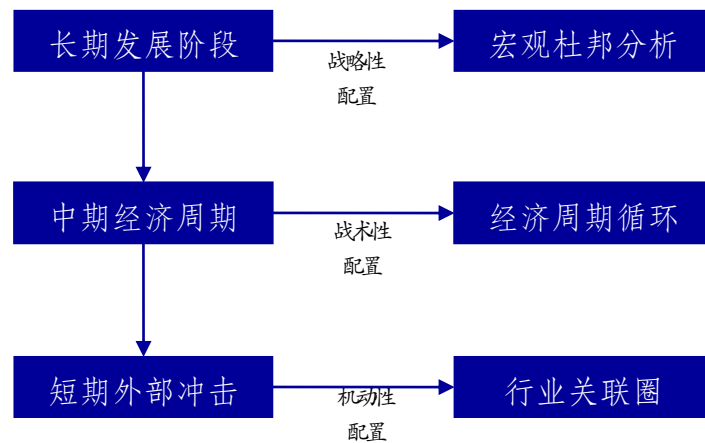 长期发展阶段
战略性
配置
宏观杜邦分析
中期经济周期
战术性
配置
经济周期循环
短期外部冲击
机动性
配置
行业关联圈